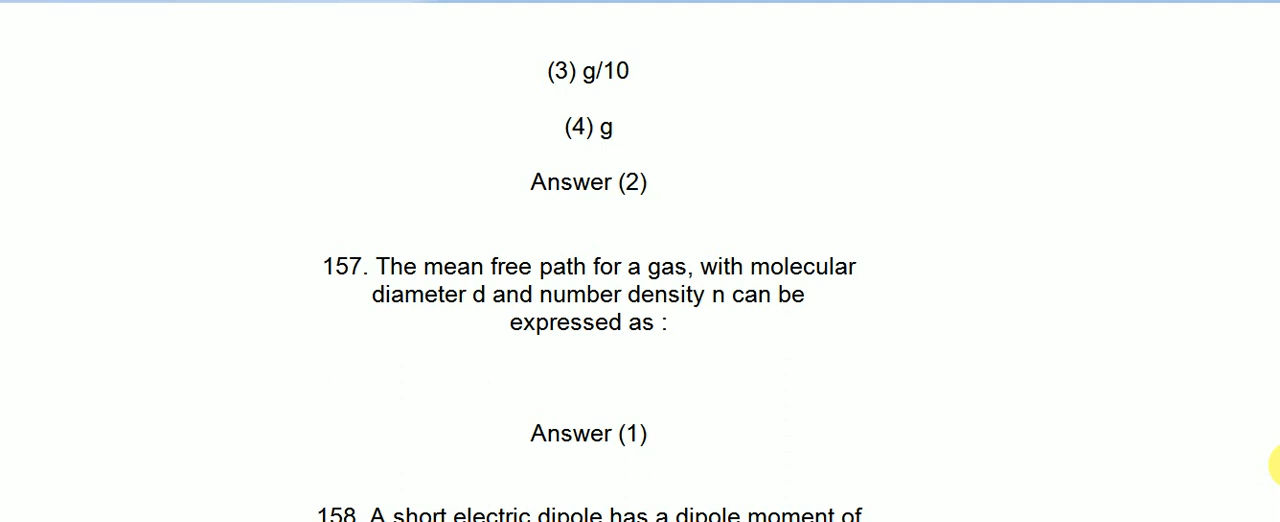 (3) g/10
(4) g
Answer (2)
157. The mean free path for a gas, with molecular
diameter d and number density n can be
expressed as :
Answer (1)
158. A short electric dipole has a dipole moment of